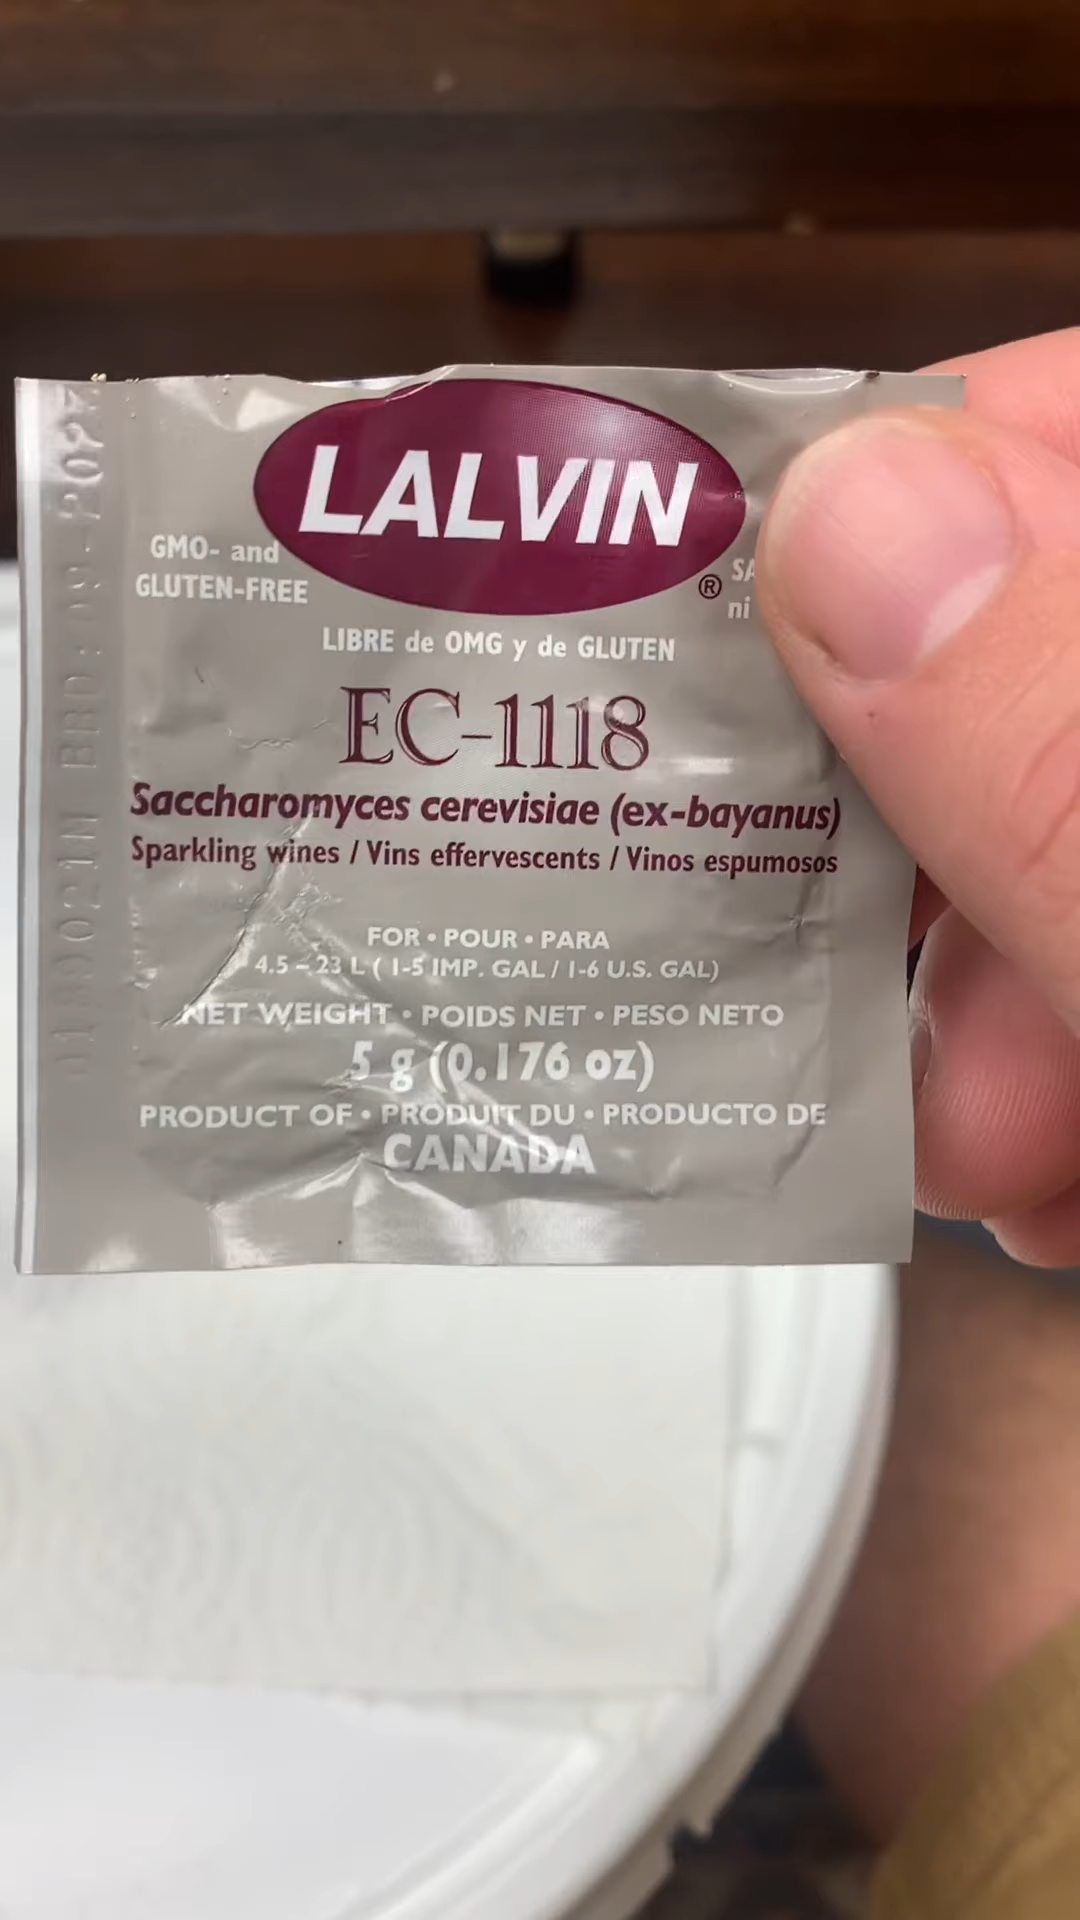 LALVIN
®
GMO- and
GLUTEN-FREE
LIBRE de OMG y de GLUTEN
EC-1118
Saccharomyces cerevisiae (ex-bayanus)
Sparkling wines / Vins effervescents / Vinos espumosos
FOR • POUR • PARA
4.5 – 23 L ( 1-5 IMP. GAL / 1-6 U.S. GAL)
NET WEIGHT • POIDS NET • PESO NETO
5 g (0.176 oz)
PRODUCT OF • PRODUIT DU • PRODUCTO DE
CANADA